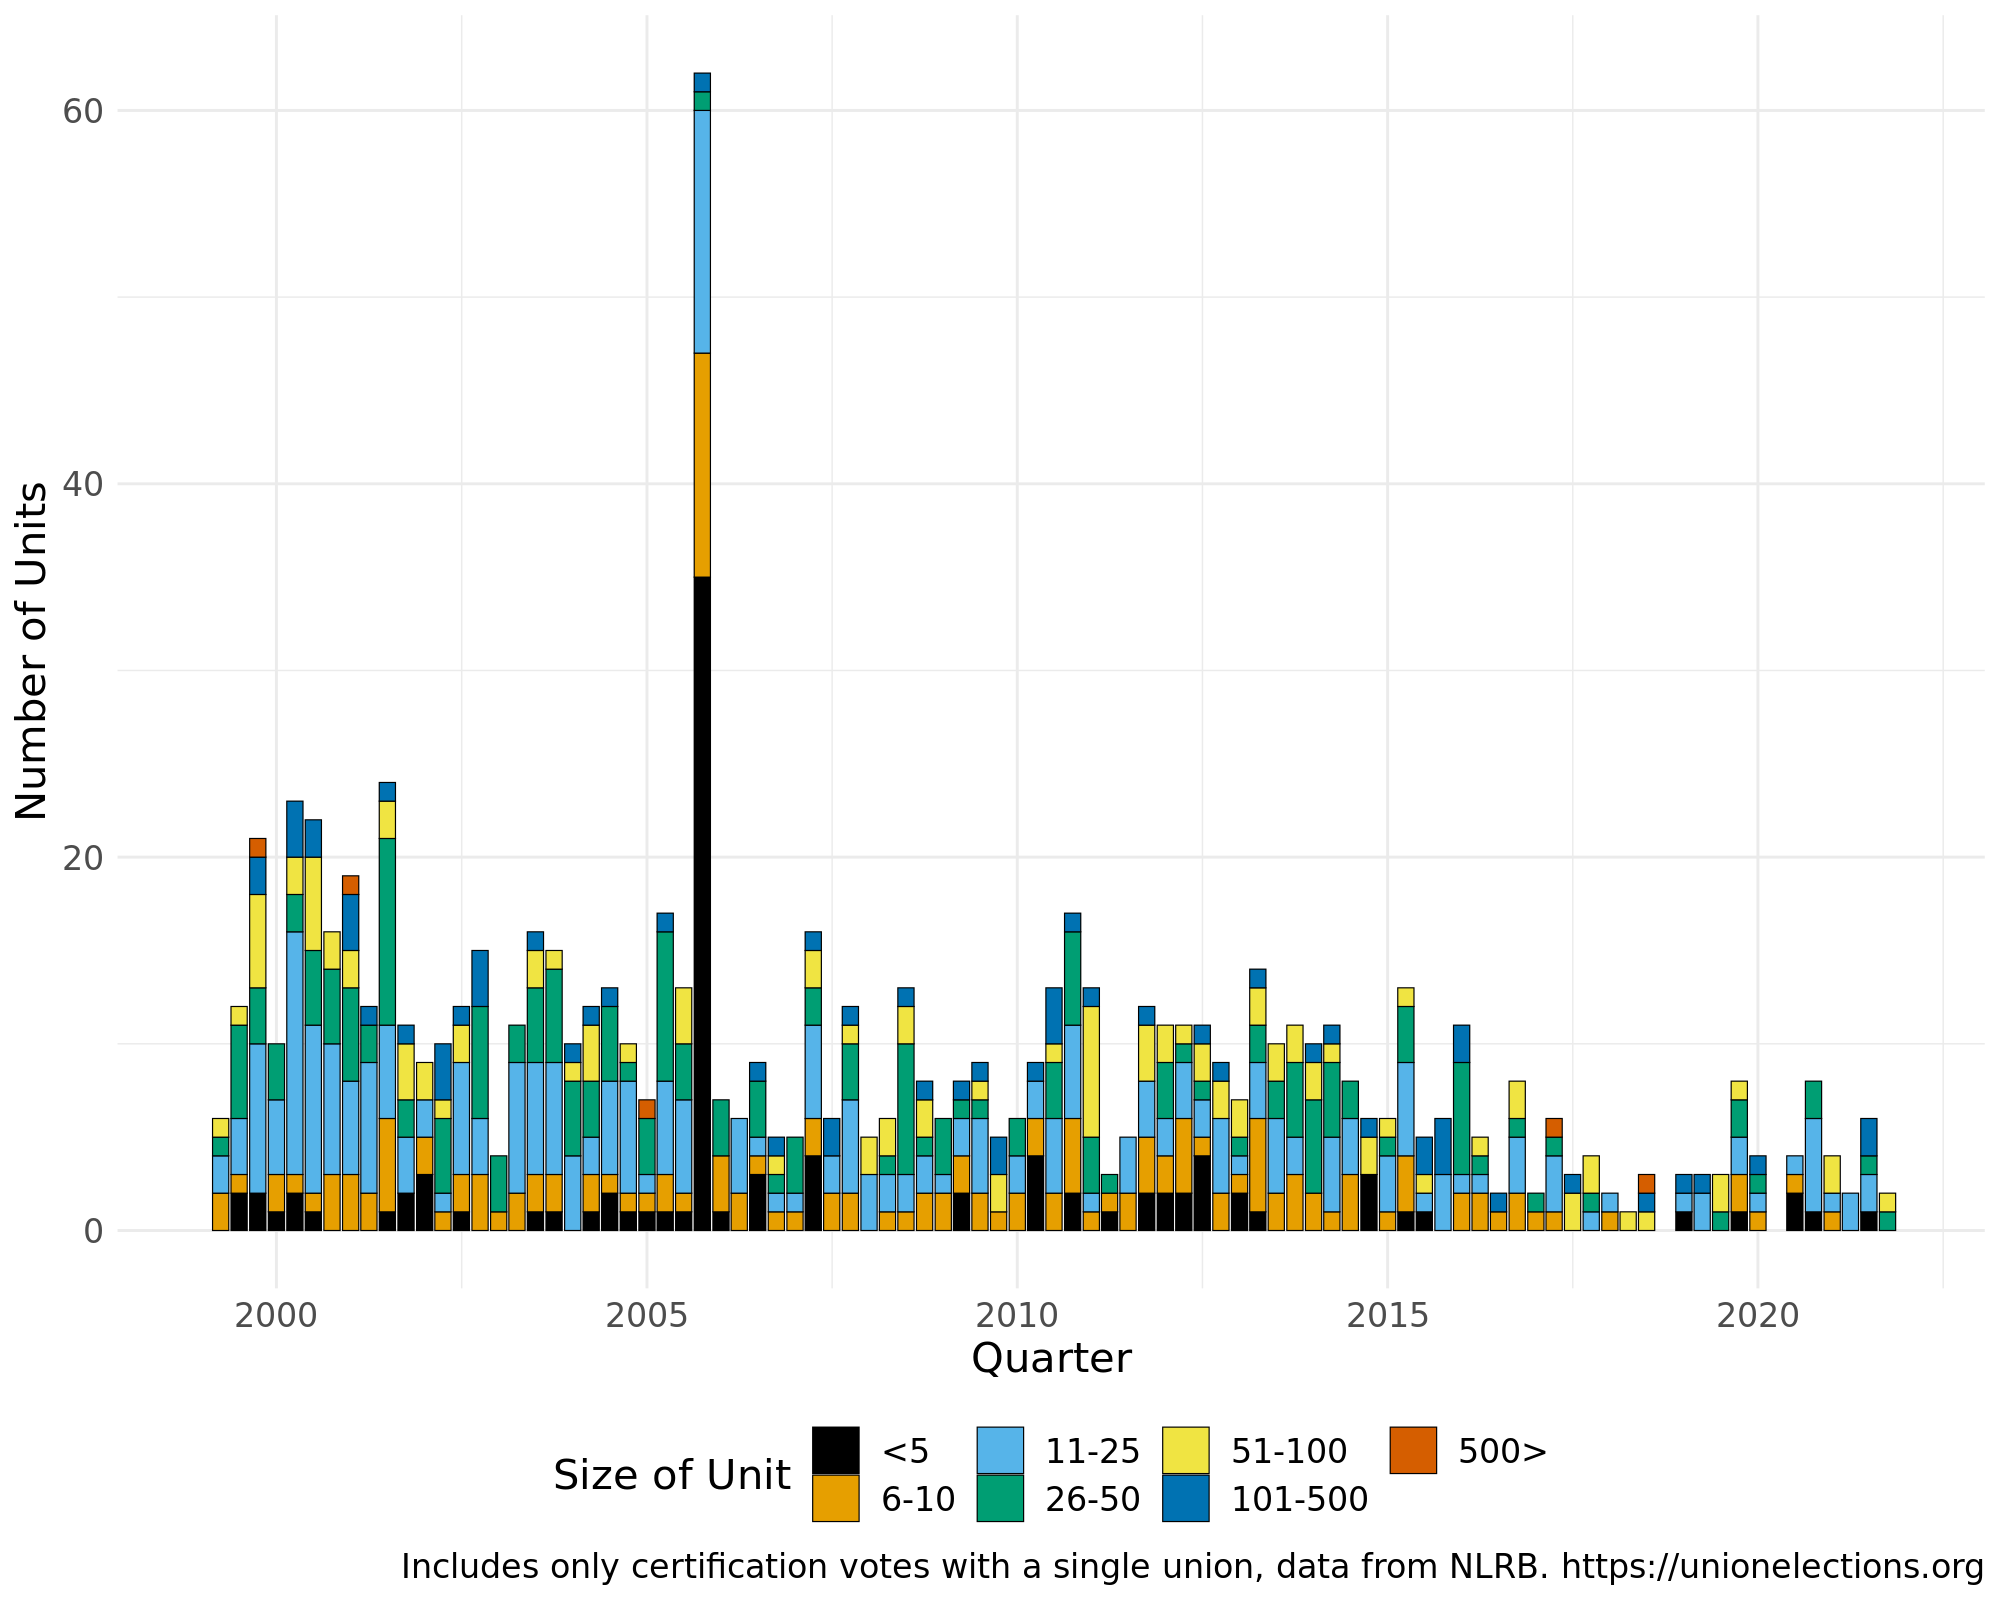 60
40
20
0
Number of Units
2000 2005 2010 2015 2020
Quarter
Size of Unit
<5 11-25 51-100 500>
6-10 26-50 101-500
Includes only certification votes with a single union, data from NLRB. https://unionelections.org